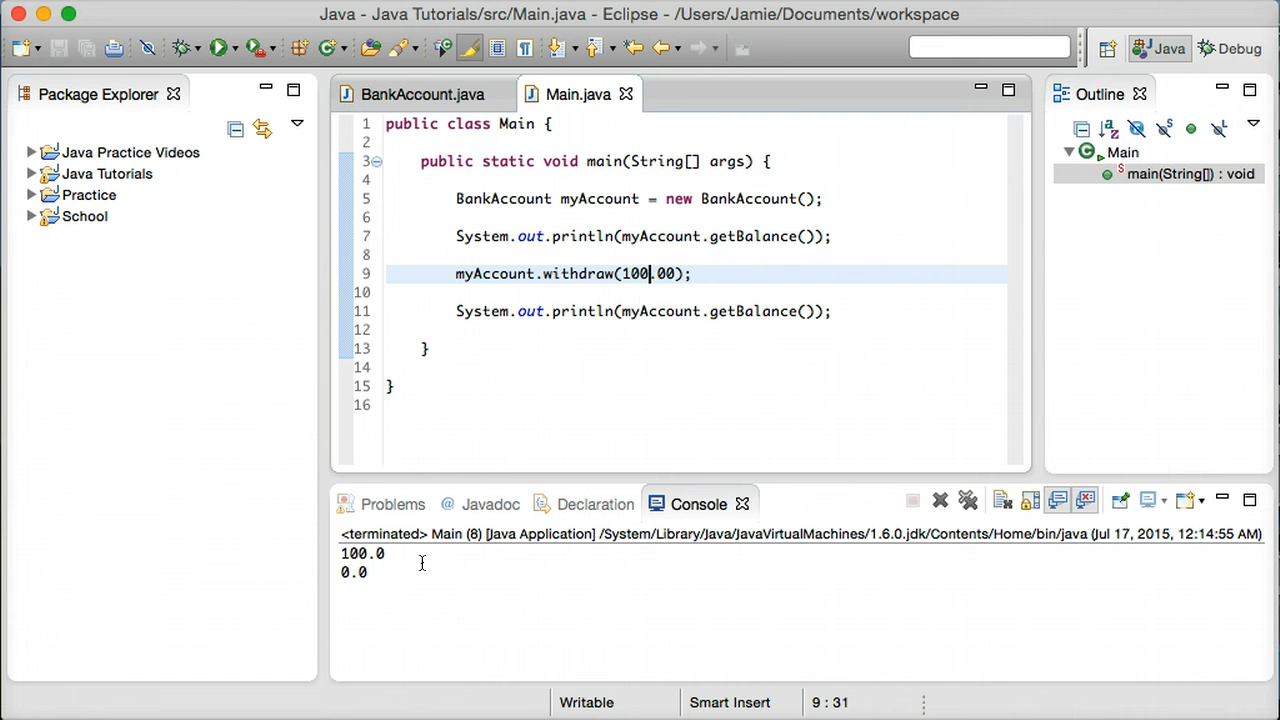 Java - Java Tutorials/src/Main.java - Eclipse - /Users/Jamie/Documents/workspace
Java
Debug
Package Explorer
Java Practice Videos
Java Tutorials
Practice
School
BankAccount.java
Main.java
1 public class Main {
2
3 public static void main(String[] args) {
4
5 BankAccount myAccount = new BankAccount();
6
7 System.out.println(myAccount.getBalance());
8
9 myAccount.withdraw(100.00);
10
11 System.out.println(myAccount.getBalance());
12
13 }
14
15 }
16
Outline
Main
main(String[]) : void
Problems
Javadoc
Declaration
Console
<terminated> Main (8) [Java Application] /System/Library/Java/JavaVirtualMachines/1.6.0.jdk/Contents/Home/bin/java (Jul 17, 2015, 12:14:55 AM)
100.0
0.0
Writable
Smart Insert
9 : 31